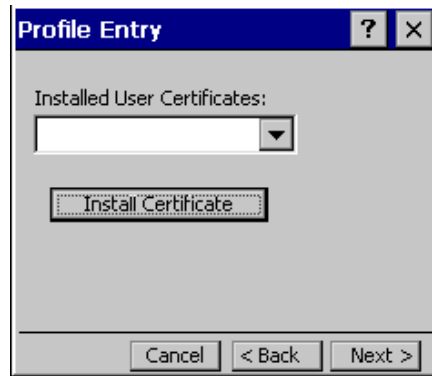 Profile Entry ? ×
Installed User Certificates:
Install Certificate
Cancel < Back Next >